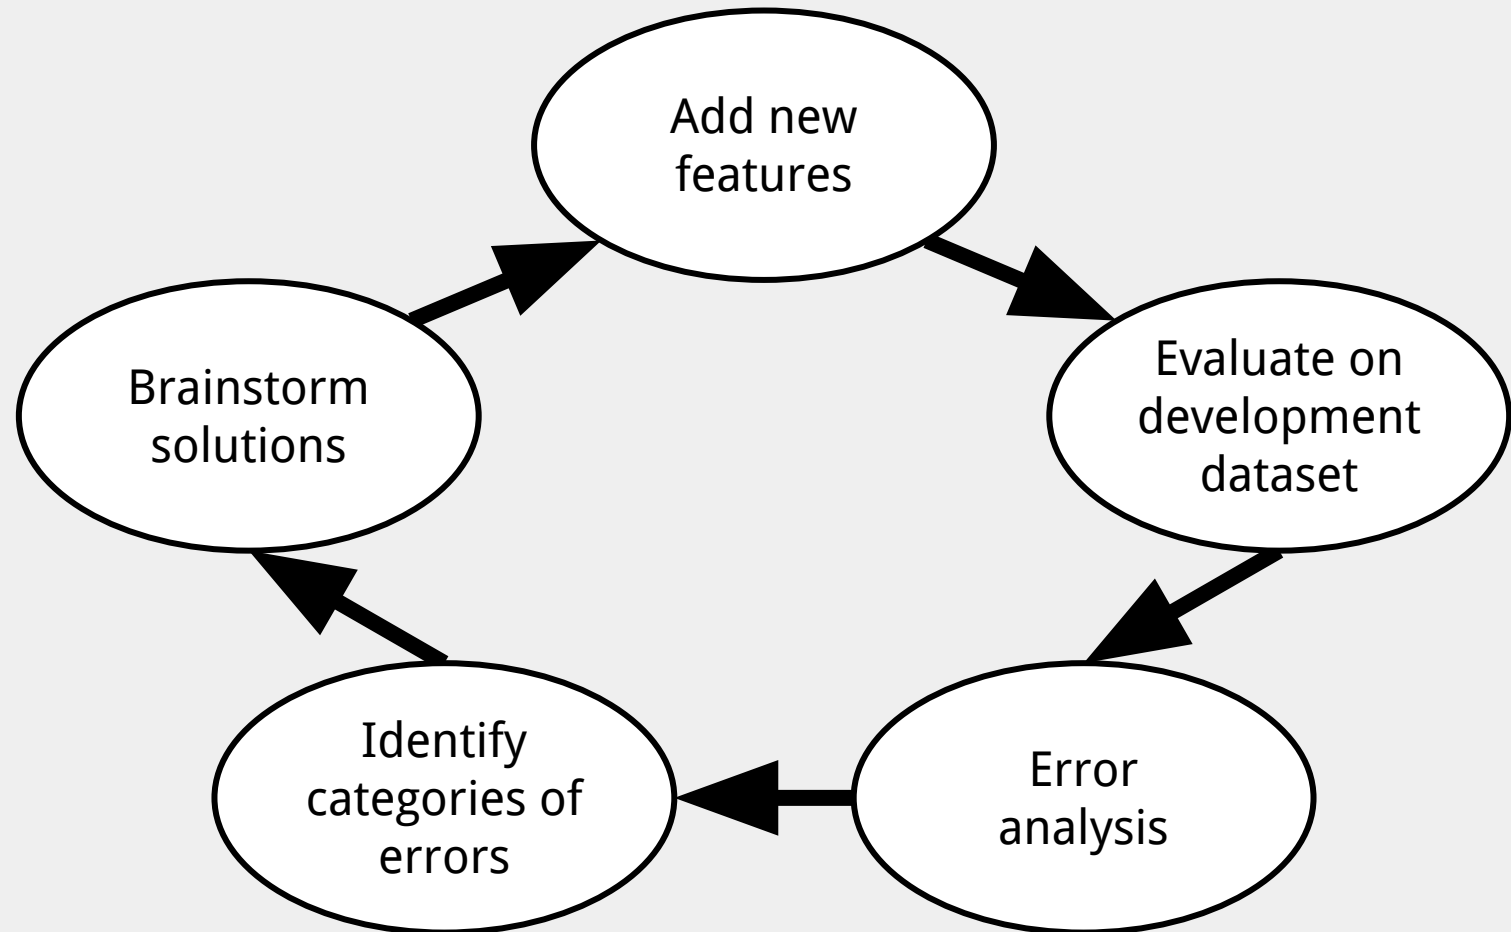 Add new
features
Evaluate on
development
dataset
Error
analysis
Identify
categories of
errors
Brainstorm
solutions